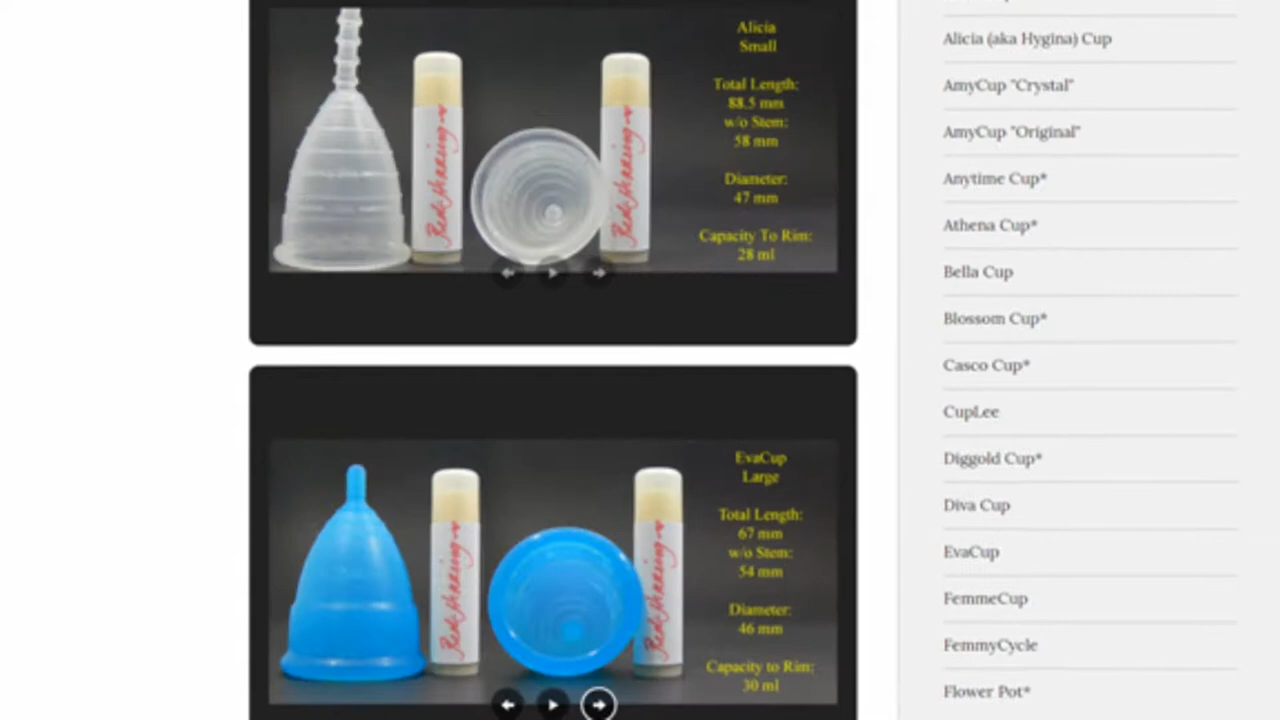 Alicia
Small
Total Length:
88.5 mm
w/o Stem:
58 mm
Diameter:
47 mm
Capacity To Rim:
28 ml
EvaCup
Large
Total Length:
67 mm
w/o Stem:
54 mm
Diameter:
46 mm
Capacity to Rim:
30 ml
Alicia (aka Hygina) Cup
AmyCup "Crystal"
AmyCup "Original"
Anytime Cup*
Athena Cup*
Bella Cup
Blossom Cup*
Casco Cup*
CupLee
Diggold Cup*
Diva Cup
EvaCup
FemmeCup
FemmyCycle
Flower Pot*